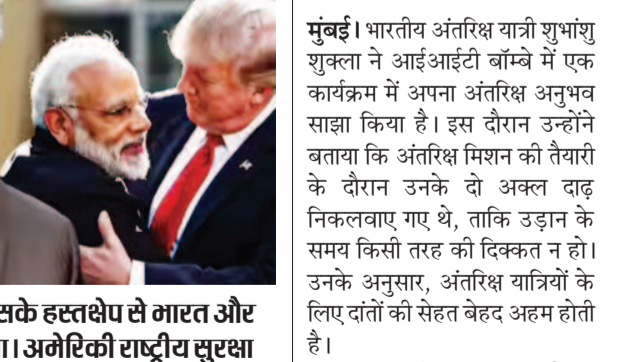 सके हस्तक्षेप से भारत और
ा। अमेरिकी राष्ट्रीय सुरक्षा
मुंबई। भारतीय अंतरिक्ष यात्री शुभांशु
शुक्ला ने आईआईटी बॉम्बे में एक
कार्यक्रम में अपना अंतरिक्ष अनुभव
साझा किया है। इस दौरान उन्होंने
बताया कि अंतरिक्ष मिशन की तैयारी
के दौरान उनके दो अक्ल दाढ़
निकलवाए गए थे, ताकि उड़ान के
समय किसी तरह की दिक्कत न हो।
उनके अनुसार, अंतरिक्ष यात्रियों के
लिए दांतों की सेहत बेहद अहम होती
है।